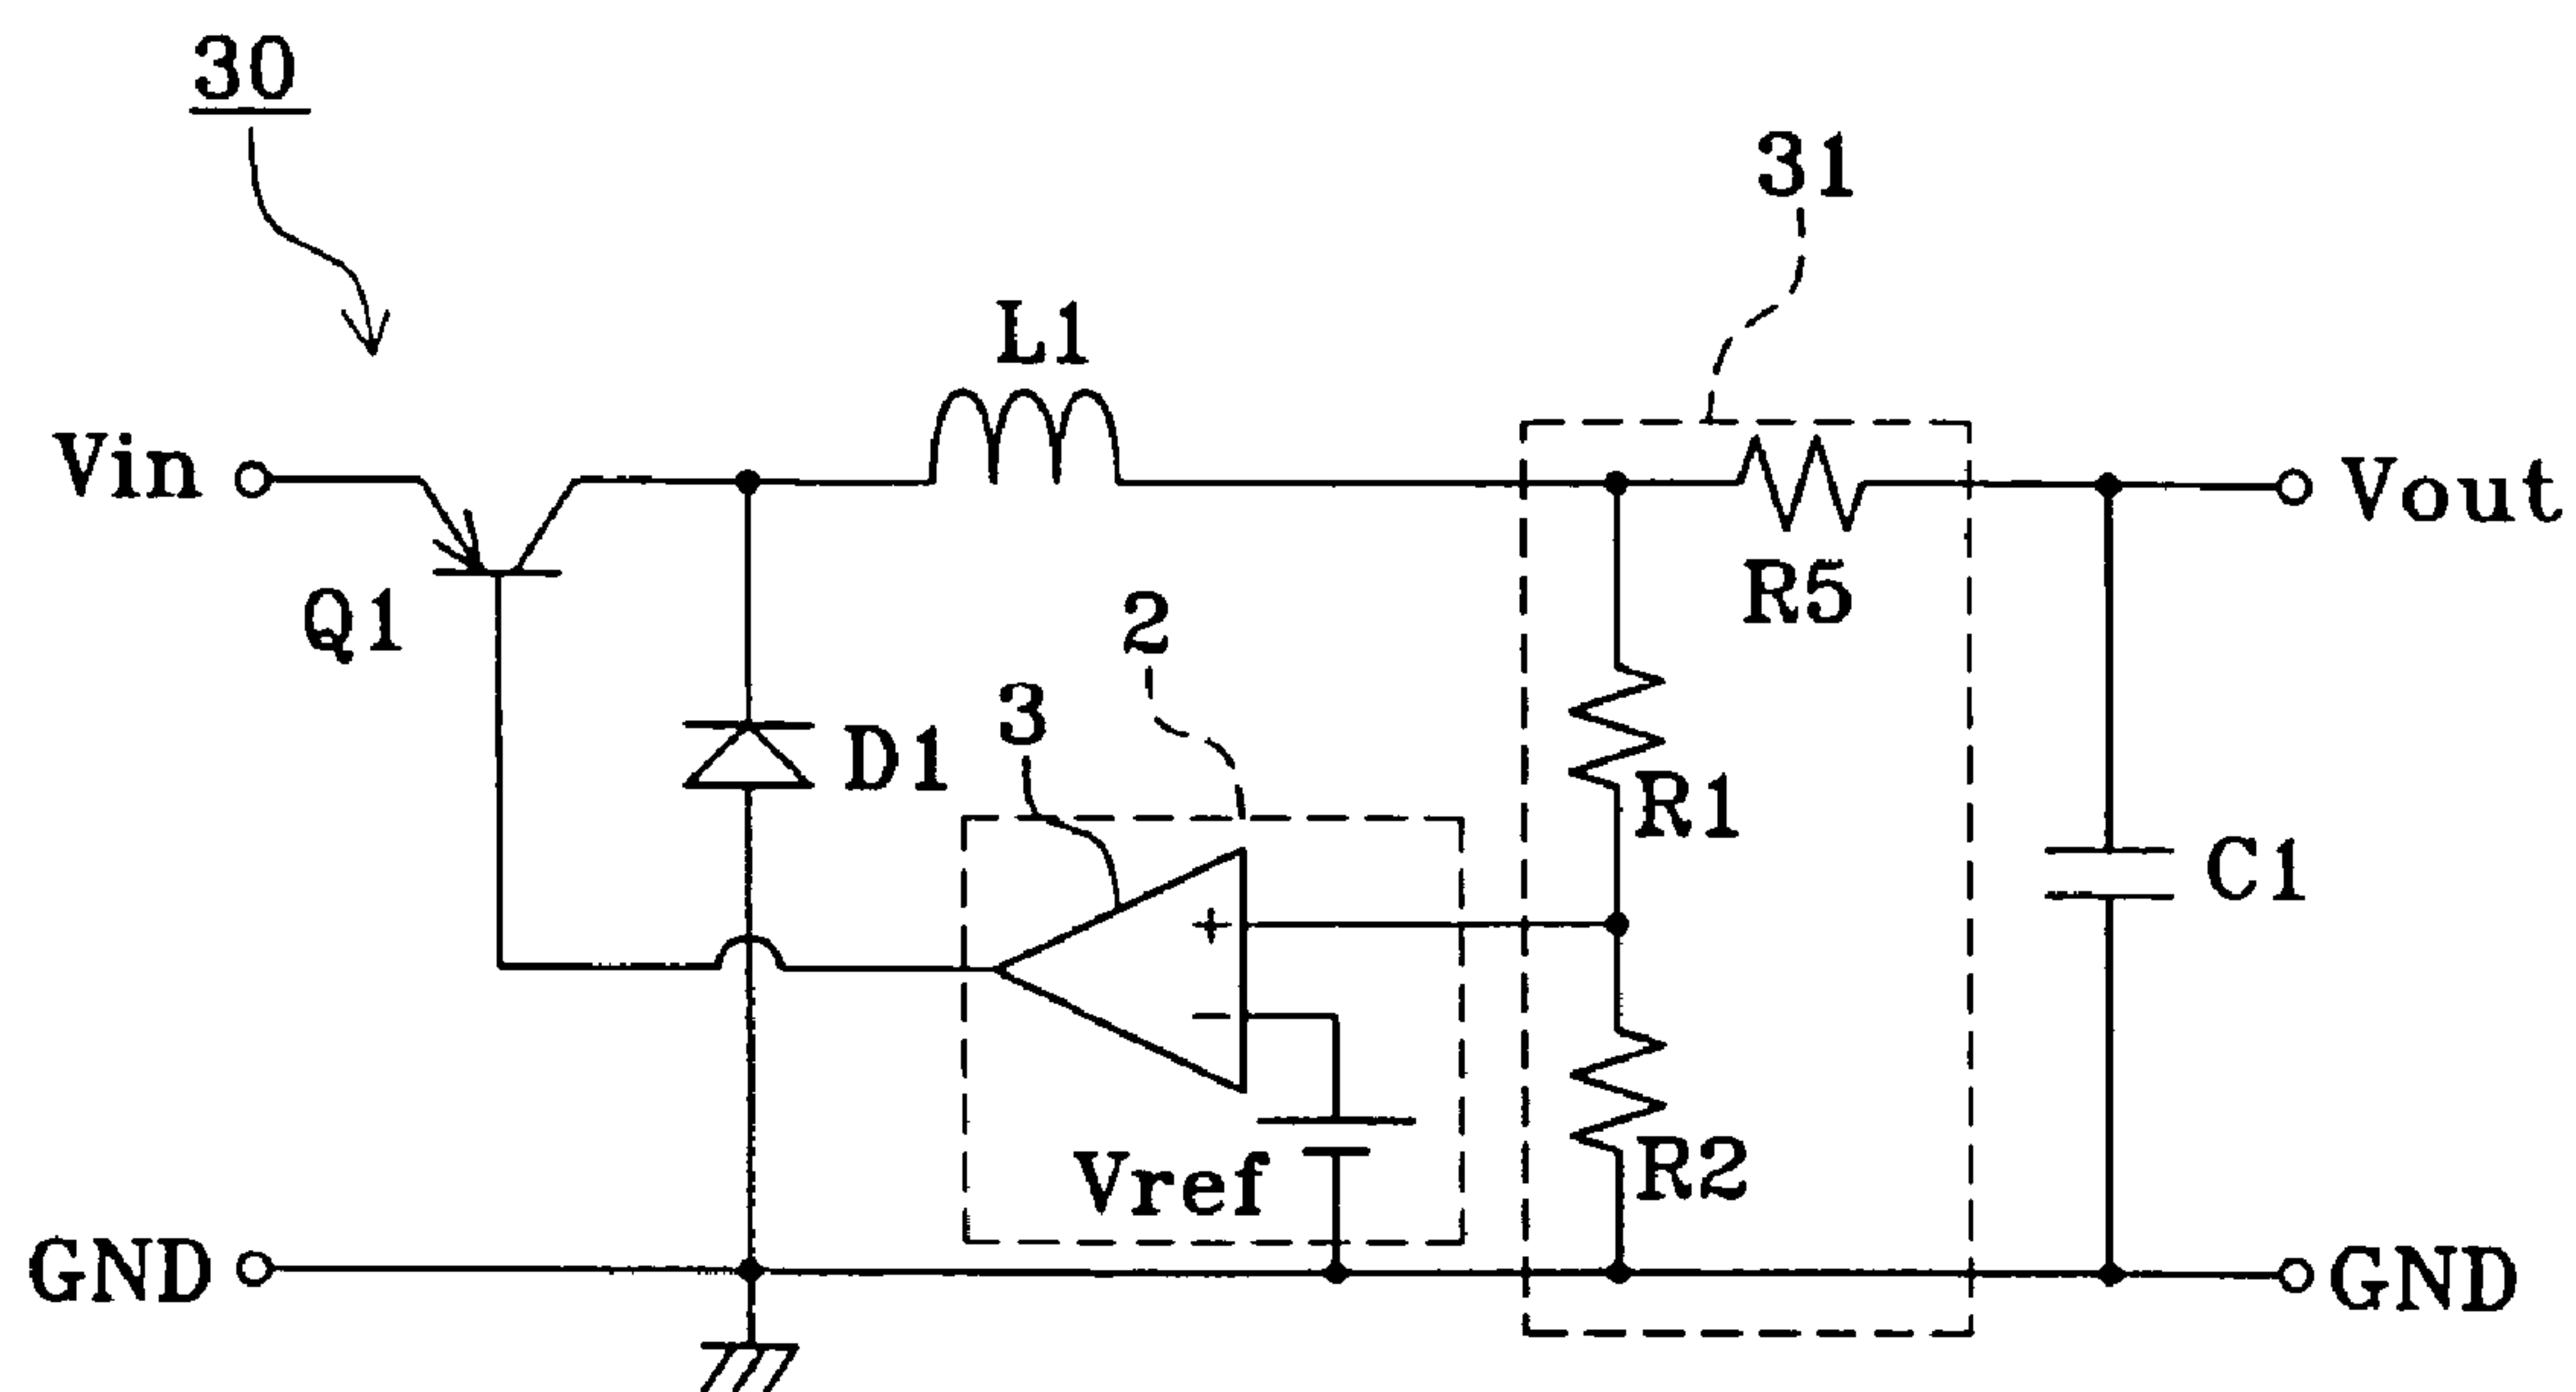 30
31
L1
Vin
Vout
R5
Q1
2
3
D1
R1
C1
+
−
Vref
R2
GND
GND